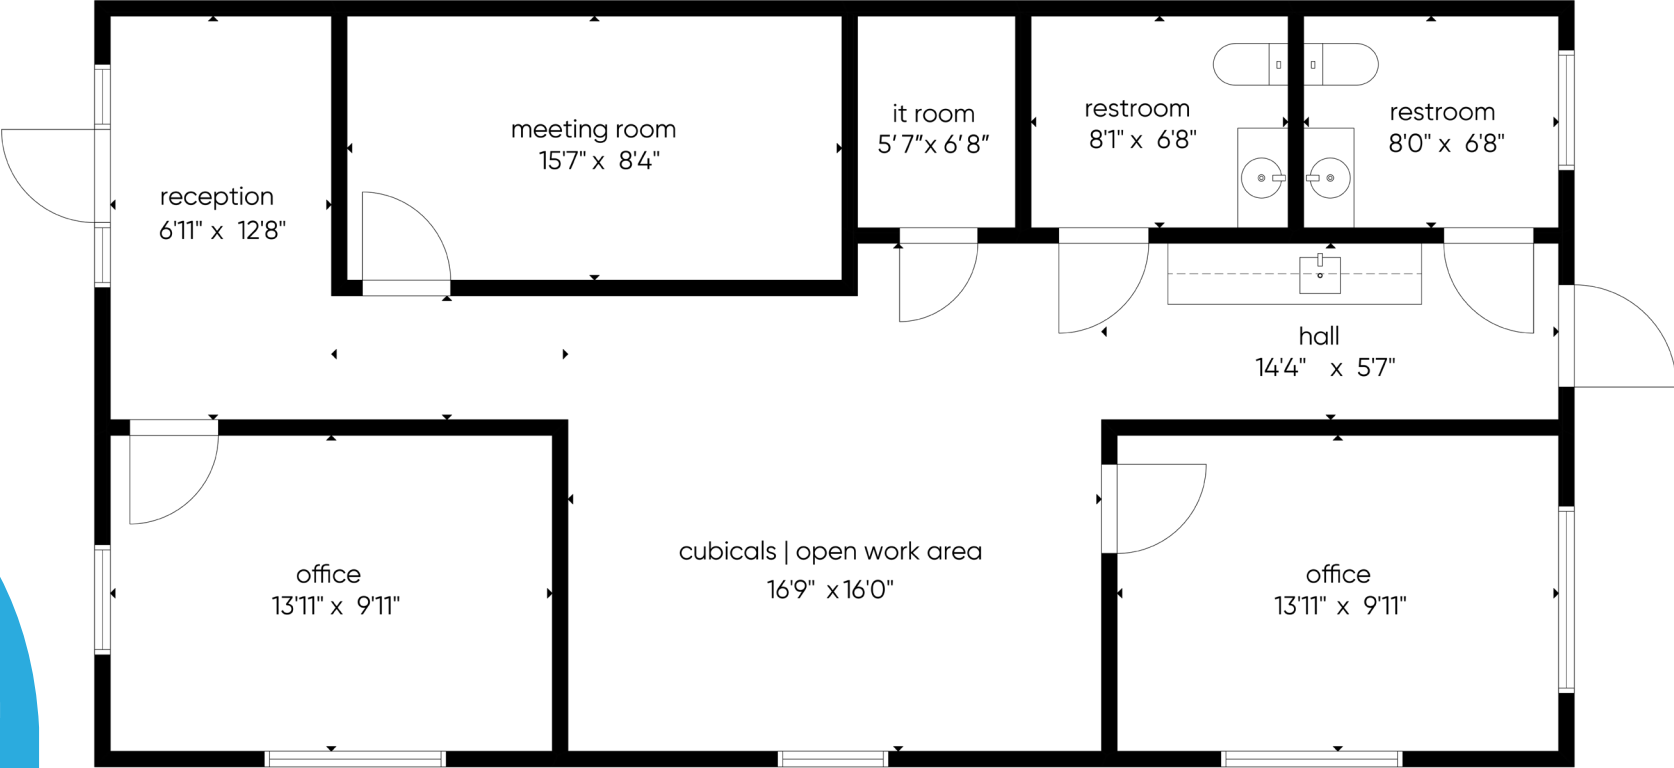 meeting room
15'7" x 8'4"
it room
5'7"x 6'8"
restroom
8'1" x 6'8"
restroom
8'0" x 6'8"
reception
6'11" x 12'8"
hall
14'4" x 5'7"
cubicals | open work area
16'9" x 16'0"
office
13'11" x 9'11"
office
13'11" x 9'11"